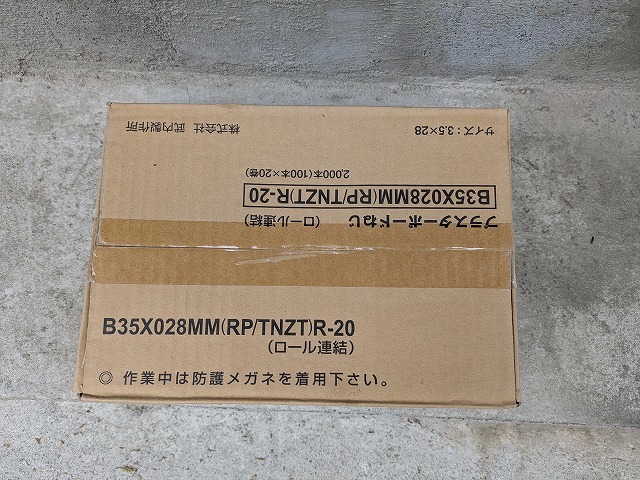 プラスターボードねじ (ロール連結)
B35X028MM(RP/TNZT)R-20
2,000本(100本×20巻)
サイズ:3.5×28
株式会社 武内製作所
B35X028MM(RP/TNZT)R-20
(ロール連結)
◎ 作業中は防護メガネを着用下さい。